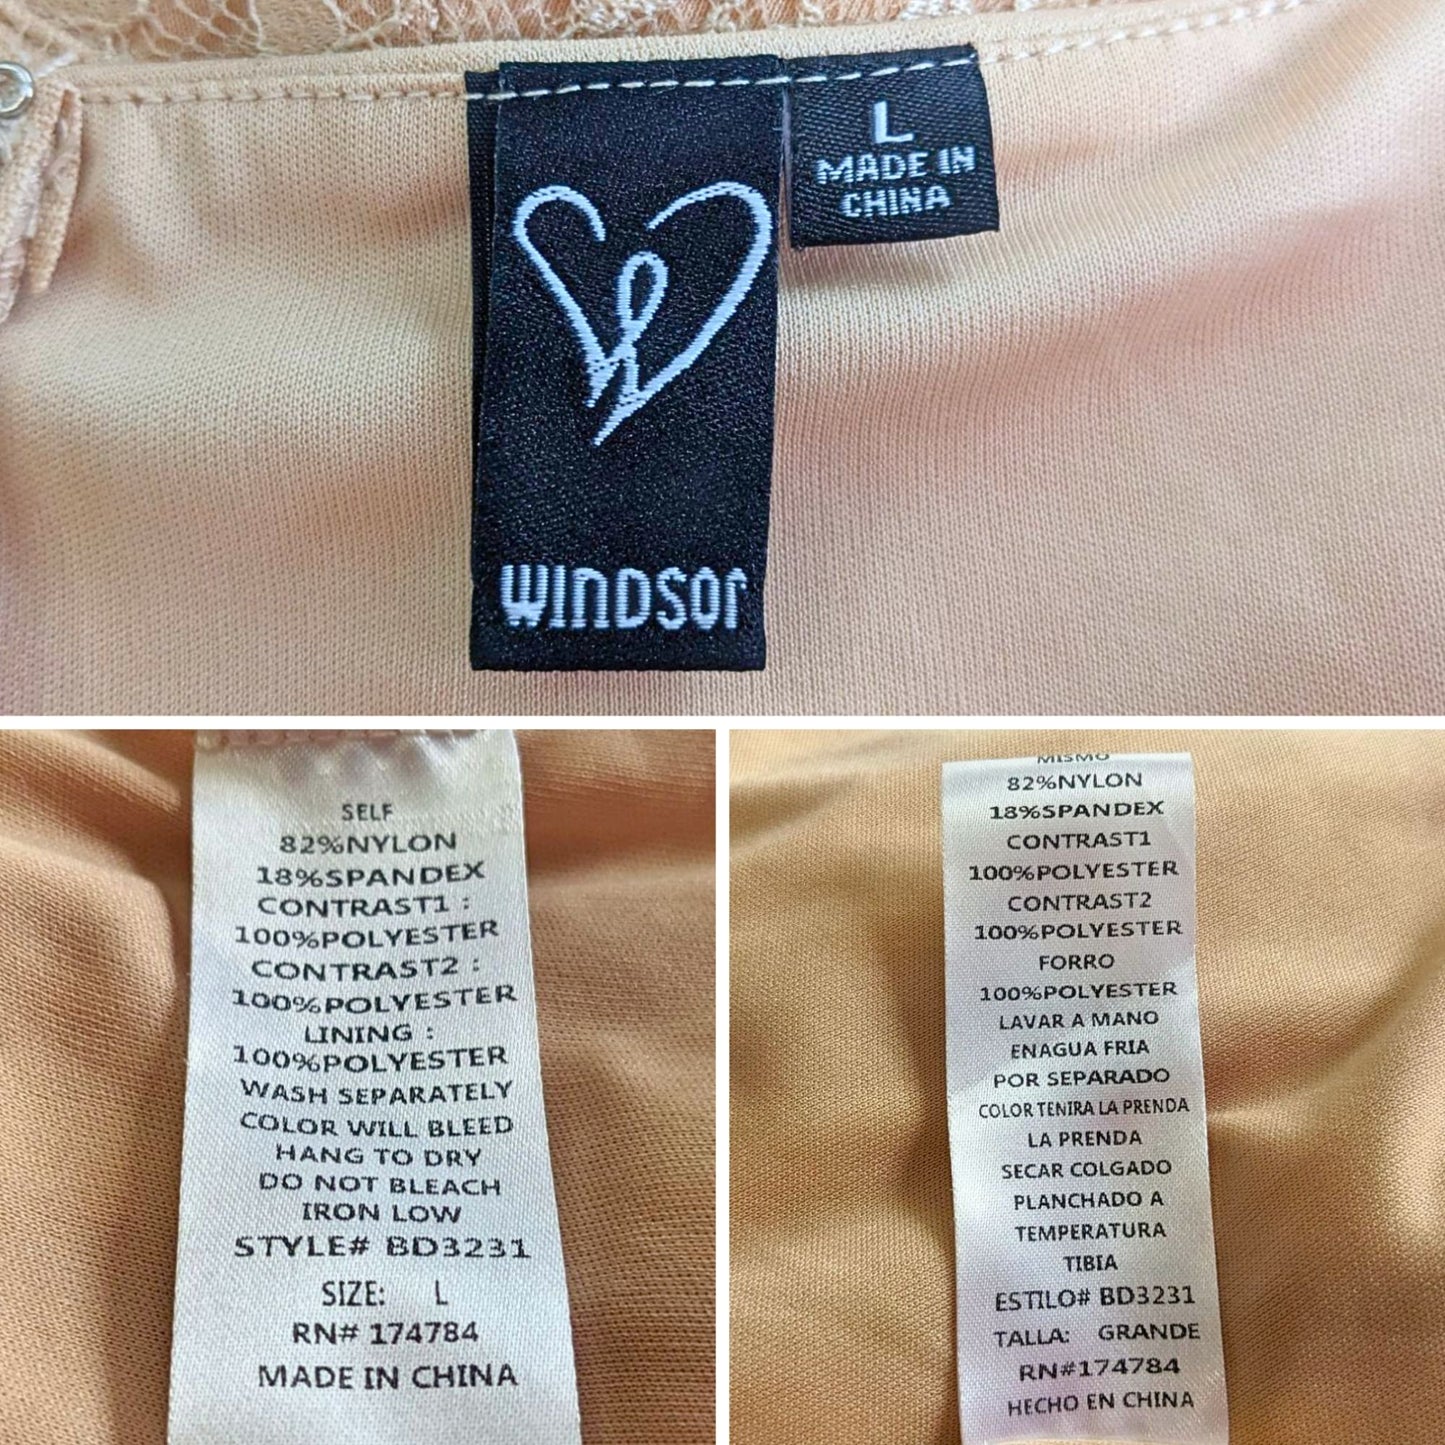 L
MADE IN
CHINA
WINDSOR
SELF
82%NYLON
18%SPANDEX
CONTRAST1 :
100%POLYESTER
CONTRAST2 :
100%POLYESTER
LINING :
100%POLYESTER
WASH SEPARATELY
COLOR WILL BLEED
HANG TO DRY
DO NOT BLEACH
IRON LOW
STYLE# BD3231
SIZE: L
RN# 174784
MADE IN CHINA
MISMO
82%NYLON
18%SPANDEX
CONTRAST1
100%POLYESTER
CONTRAST2
100%POLYESTER
FORRO
100%POLYESTER
LAVAR A MANO
ENAGUA FRIA
POR SEPARADO
COLOR TENIRA LA PRENDA
LA PRENDA
SECAR COLGADO
PLANCHADO A
TEMPERATURA
TIBIA
ESTILO# BD3231
TALLA: GRANDE
RN#174784
HECHO EN CHINA